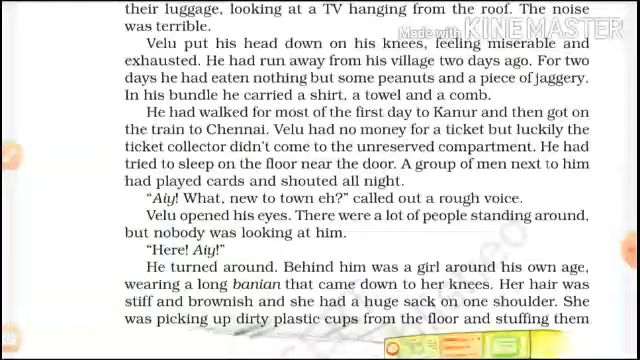 their luggage, looking at a TV hanging from the roof. The noise
was terrible.
Made with KINEMASTER
Velu put his head down on his knees, feeling miserable and
exhausted. He had run away from his village two days ago. For two
days he had eaten nothing but some peanuts and a piece of jaggery.
In his bundle he carried a shirt, a towel and a comb.
He had walked for most of the first day to Kanur and then got on
the train to Chennai. Velu had no money for a ticket but luckily the
ticket collector didn't come to the unreserved compartment. He had
tried to sleep on the floor near the door. A group of men next to him
had played cards and shouted all night.
“Aiy! What, new to town eh?” called out a rough voice.
Velu opened his eyes. There were a lot of people standing around,
but nobody was looking at him.
“Here! Aiy!”
He turned around. Behind him was a girl around his own age,
wearing a long banian that came down to her knees. Her hair was
stiff and brownish and she had a huge sack on one shoulder. She
was picking up dirty plastic cups from the floor and stuffing them